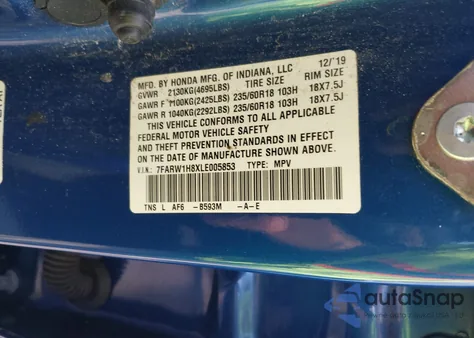 MFD. BY HONDA MFG. OF INDIANA, LLC 12/'19
GVWR 2130KG(4695LBS) TIRE SIZE RIM SIZE
GAWR F 1100KG(2425LBS) 235/60R18 103H 18X7.5J
GAWR R 1040KG(2292LBS) 235/60R18 103H 18X7.5J
THIS VEHICLE CONFORMS TO ALL APPLICABLE
FEDERAL MOTOR VEHICLE SAFETY
AND THEFT PREVENTION STANDARDS IN EFFECT
ON THE DATE OF MANUFACTURE SHOWN ABOVE.
V.I.N.: 7FARW1H8XLE005853 TYPE: MPV
TNS L AF6 -B593M -A-E
autoSnap